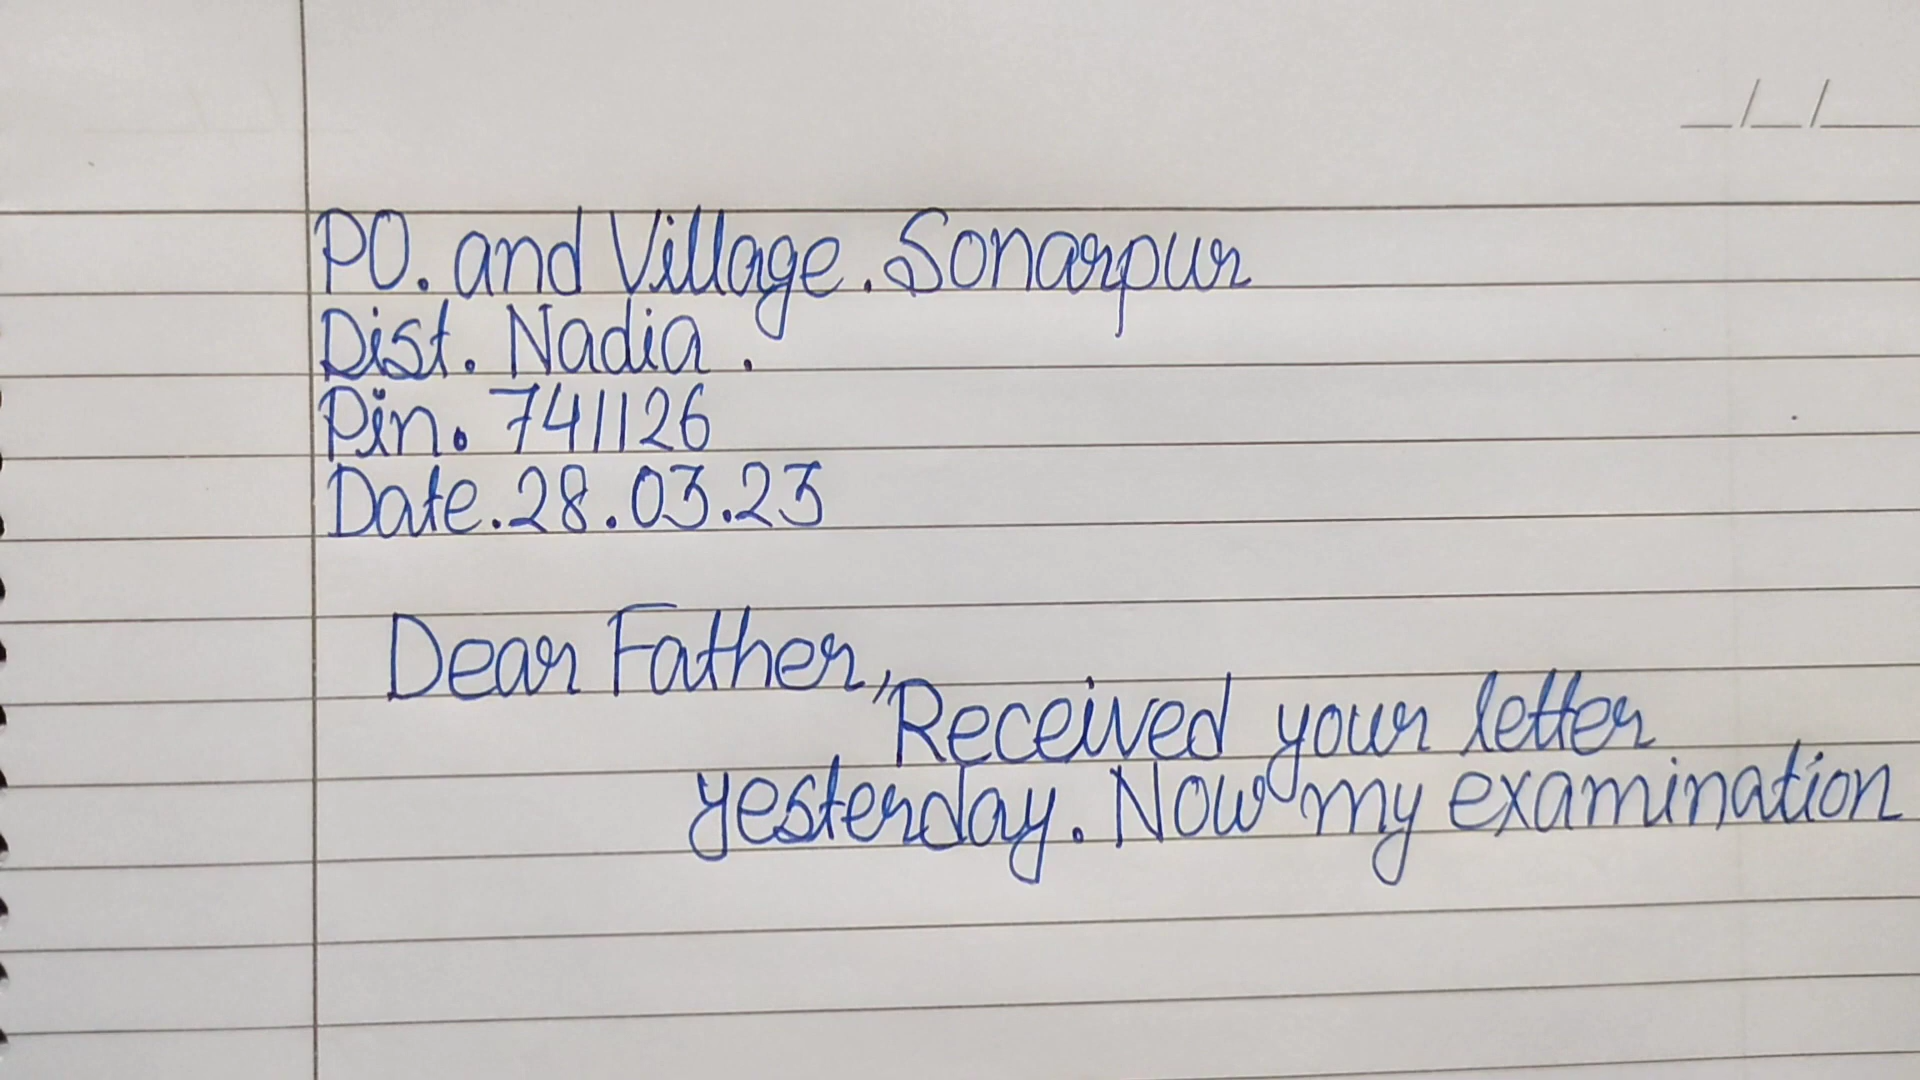 PO. and Village. Sonarpur
Dist. Nadia.
Pin. 741126
Date. 28.03.23
Dear Father,
Received your letter
yesterday. Now my examination